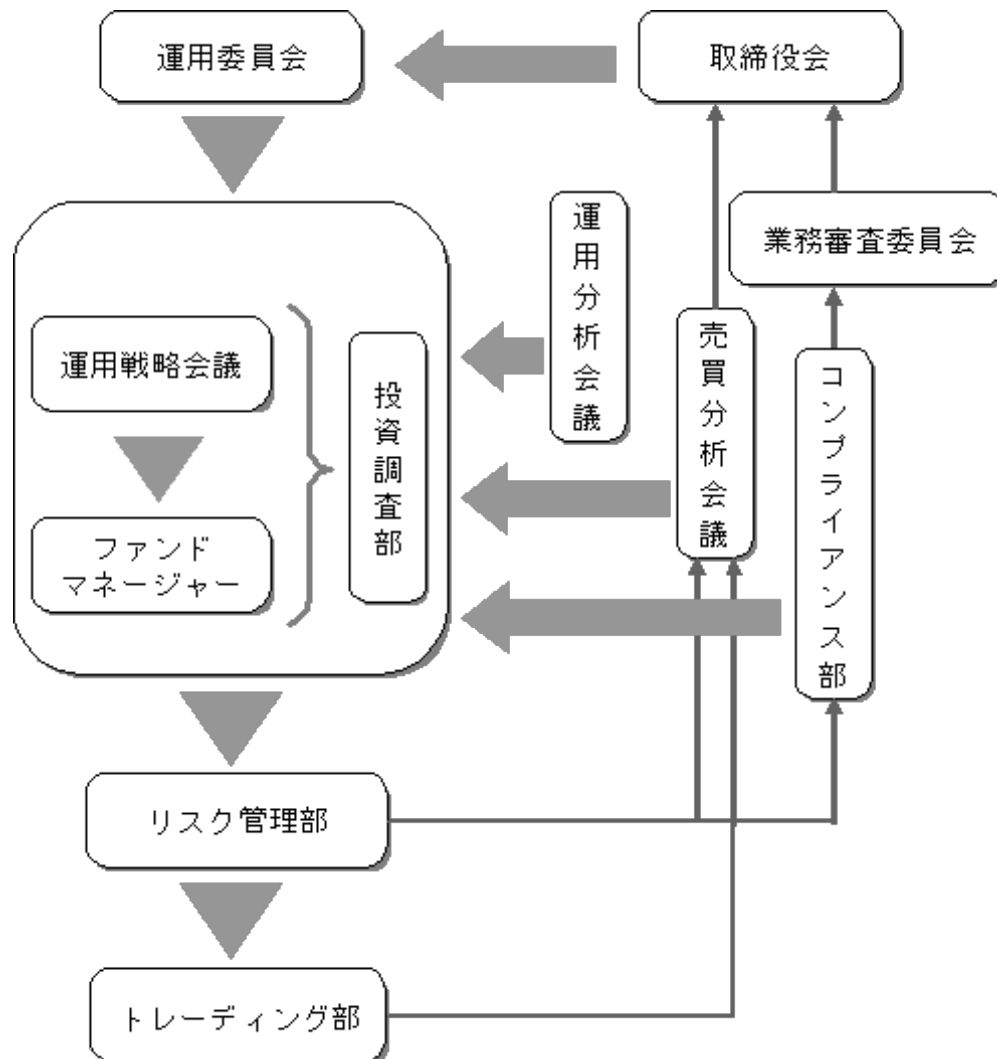 運用委員会
取締役会
運用分析会議
業務審査委員会
売買分析会議
運用戦略会議
投資調査部
コンプライアンス部
ファンド
マネージャー
リスク管理部
トレーディング部